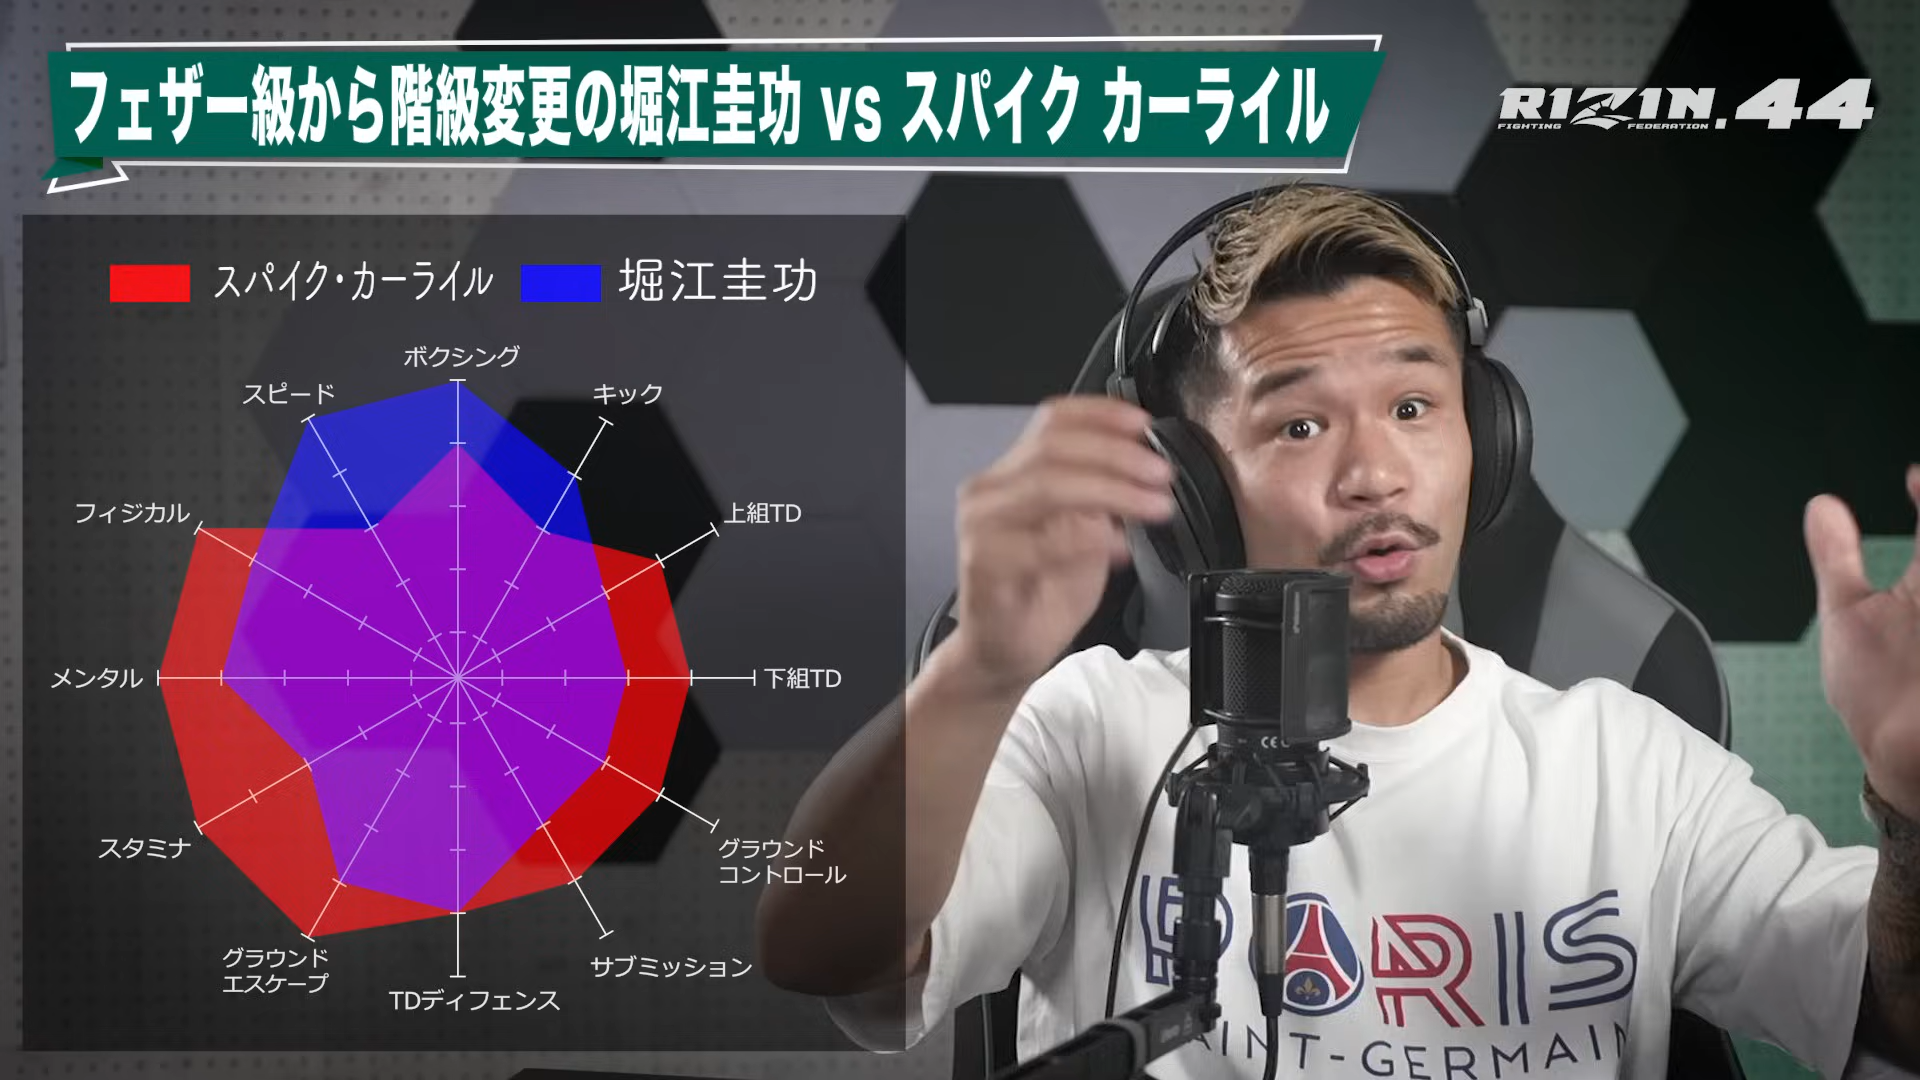 フェザー級から階級変更の堀江圭功 vs スパイク カーライル
RIZIN.44
FIGHTING FEDERATION
スパイク・カーライル 堀江圭功
ボクシング
スピード
キック
フィジカル
上組TD
メンタル
下組TD
スタミナ
グラウンド
コントロール
グラウンド
エスケープ
サブミッション
TDディフェンス
CE
PARIS
SAINT-GERMAIN